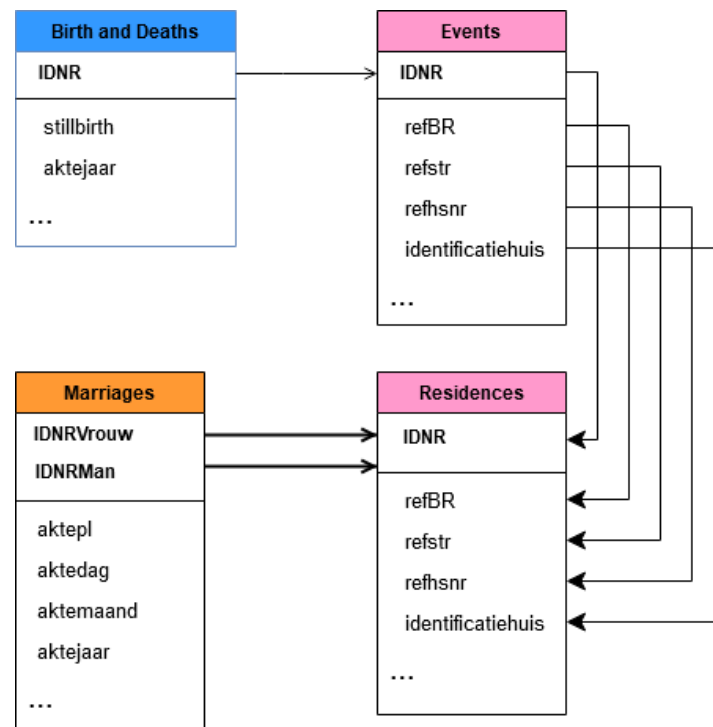 Birth and Deaths
IDNR
stillbirth
aktejaar
...
Events
IDNR
refBR
refstr
refhsnr
identificatiehuis
...
Marriages
IDNRVrouw
IDNRMan
aktepl
aktedag
aktemaand
aktejaar
...
Residences
IDNR
refBR
refstr
refhsnr
identificatiehuis
...